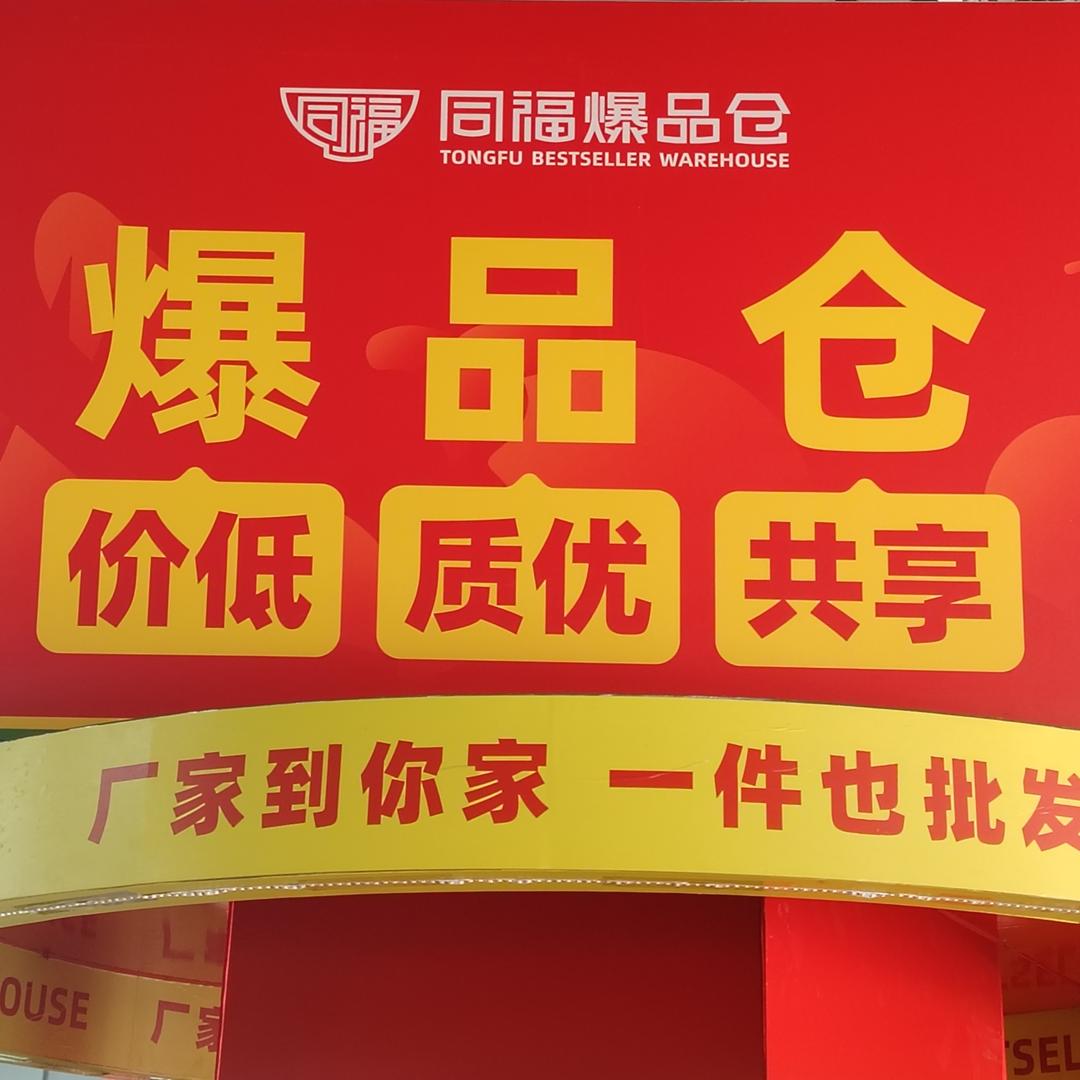 同福 同福爆品仓
TONGFU BESTSELLER WAREHOUSE
爆品仓
价低 质优 共享
厂家到你家 一件也批发
OUSE 厂家
TSEL